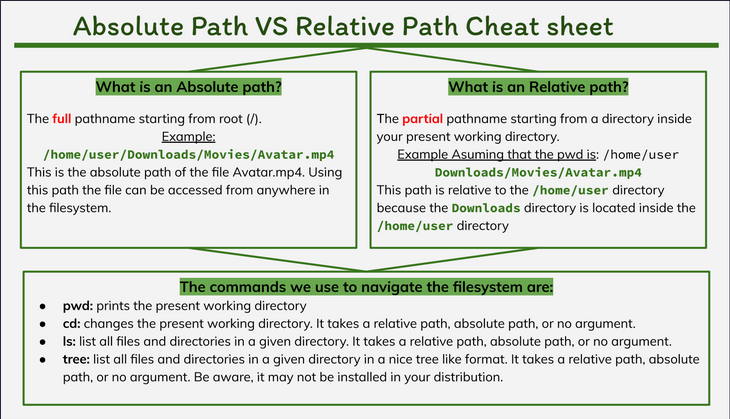 Absolute Path VS Relative Path Cheat sheet
What is an Absolute path?
The full pathname starting from root (/).
Example:
/home/user/Downloads/Movies/Avatar.mp4
This is the absolute path of the file Avatar.mp4. Using
this path the file can be accessed from anywhere in
the filesystem.
What is an Relative path?
The partial pathname starting from a directory inside
your present working directory.
Example Asuming that the pwd is: /home/user
Downloads/Movies/Avatar.mp4
This path is relative to the /home/user directory
because the Downloads directory is located inside the
/home/user directory
The commands we use to navigate the filesystem are:
● pwd: prints the present working directory
● cd: changes the present working directory. It takes a relative path, absolute path, or no argument.
● ls: list all files and directories in a given directory. It takes a relative path, absolute path, or no argument.
● tree: list all files and directories in a given directory in a nice tree like format. It takes a relative path, absolute
path, or no argument. Be aware, it may not be installed in your distribution.